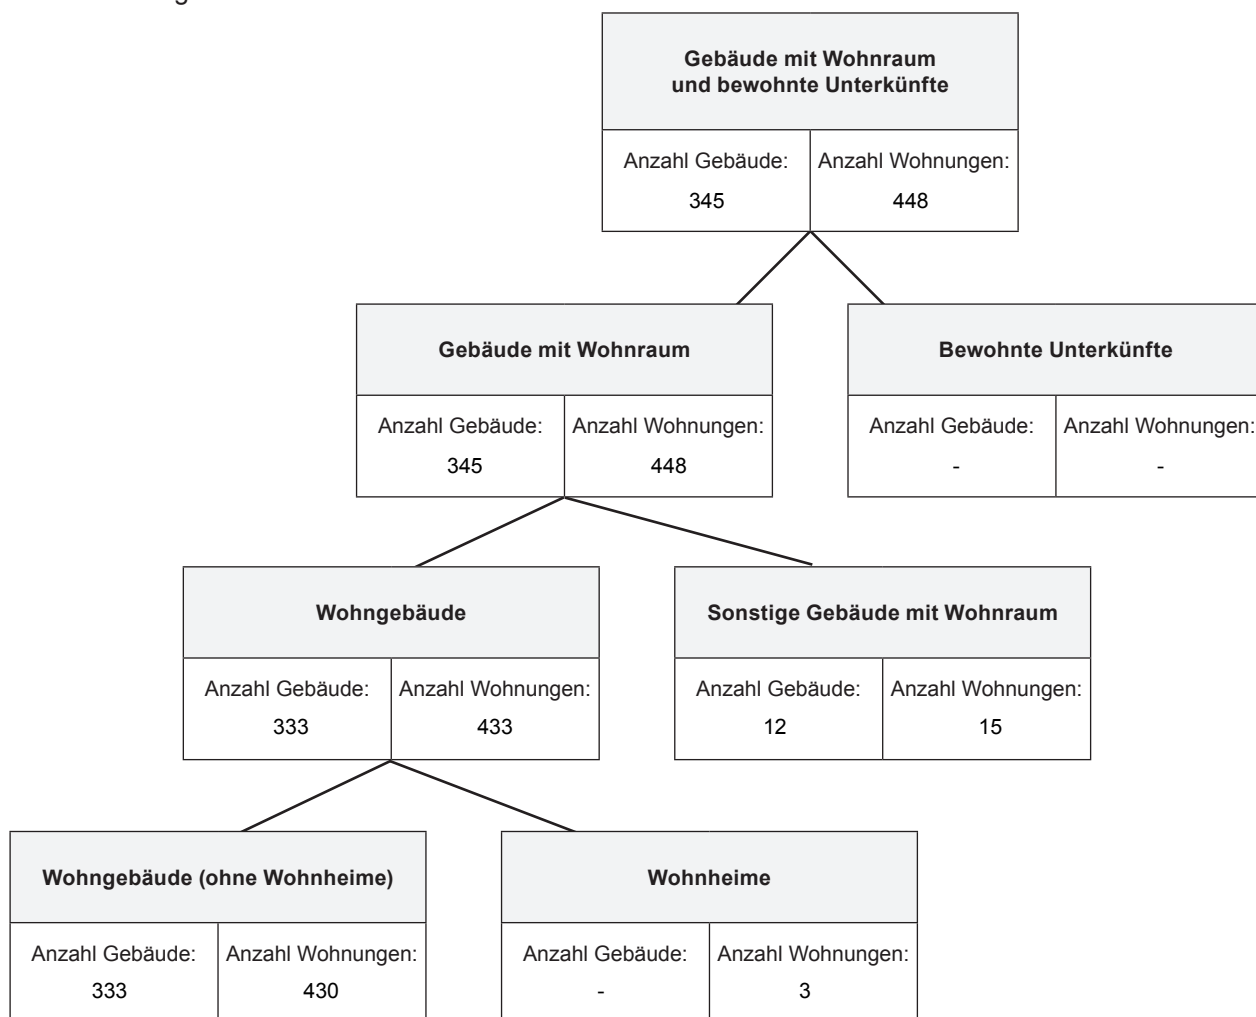 Gebäude mit Wohnraum
und bewohnte Unterkünfte
Anzahl Gebäude: Anzahl Wohnungen:
345 448
Gebäude mit Wohnraum
Anzahl Gebäude: Anzahl Wohnungen:
345 448
Bewohnte Unterkünfte
Anzahl Gebäude: Anzahl Wohnungen:
- -
Wohngebäude
Anzahl Gebäude: Anzahl Wohnungen:
333 433
Sonstige Gebäude mit Wohnraum
Anzahl Gebäude: Anzahl Wohnungen:
12 15
Wohngebäude (ohne Wohnheime)
Anzahl Gebäude: Anzahl Wohnungen:
333 430
Wohnheime
Anzahl Gebäude: Anzahl Wohnungen:
- 3